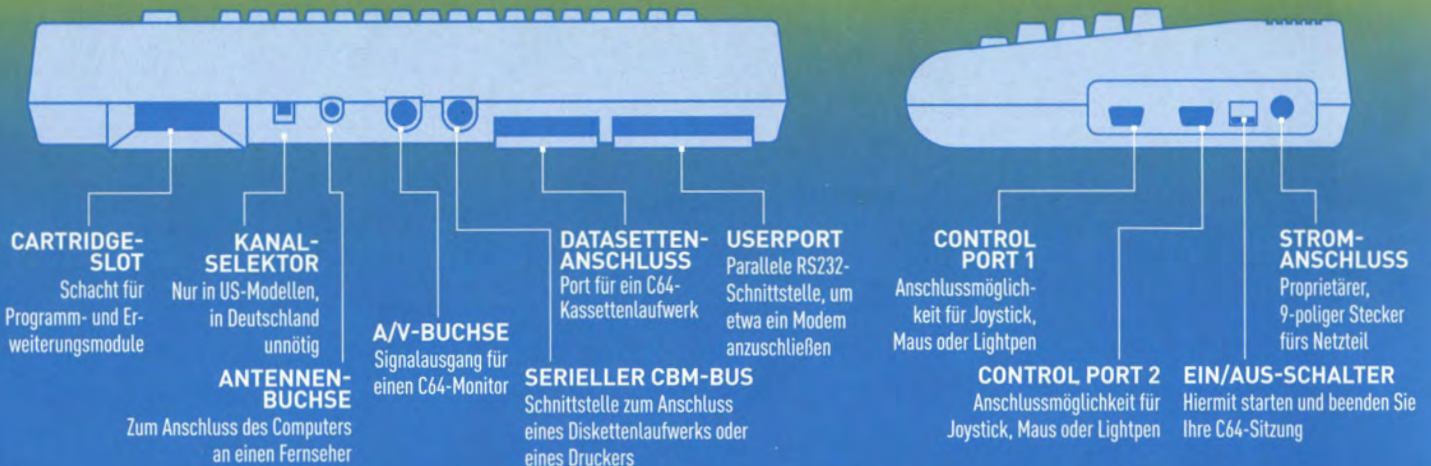 CARTRIDGE-
SLOT
Schacht für
Programm- und Er-
weiterungsmodule
KANAL-
SELEKTOR
Nur in US-Modellen,
in Deutschland
unnötig
ANTENNEN-
BUCHSE
Zum Anschluss des Computers
an einen Fernseher
A/V-BUCHSE
Signalausgang für
einen C64-Monitor
SERIELLER CBM-BUS
Schnittstelle zum Anschluss
eines Diskettenlaufwerks oder
eines Druckers
DATASETTEN-
ANSCHLUSS
Port für ein C64-
Kassettenlaufwerk
USERPORT
Parallele RS232-
Schnittstelle, um
etwa ein Modem
anzuschließen
CONTROL
PORT 1
Anschlussmöglich-
keit für Joystick,
Maus oder Lightpen
CONTROL PORT 2
Anschlussmöglichkeit für
Joystick, Maus oder Lightpen
EIN/AUS-SCHALTER
Hiermit starten und beenden Sie
Ihre C64-Sitzung
STROM-
ANSCHLUSS
Proprietärer,
9-poliger Stecker
fürs Netzteil